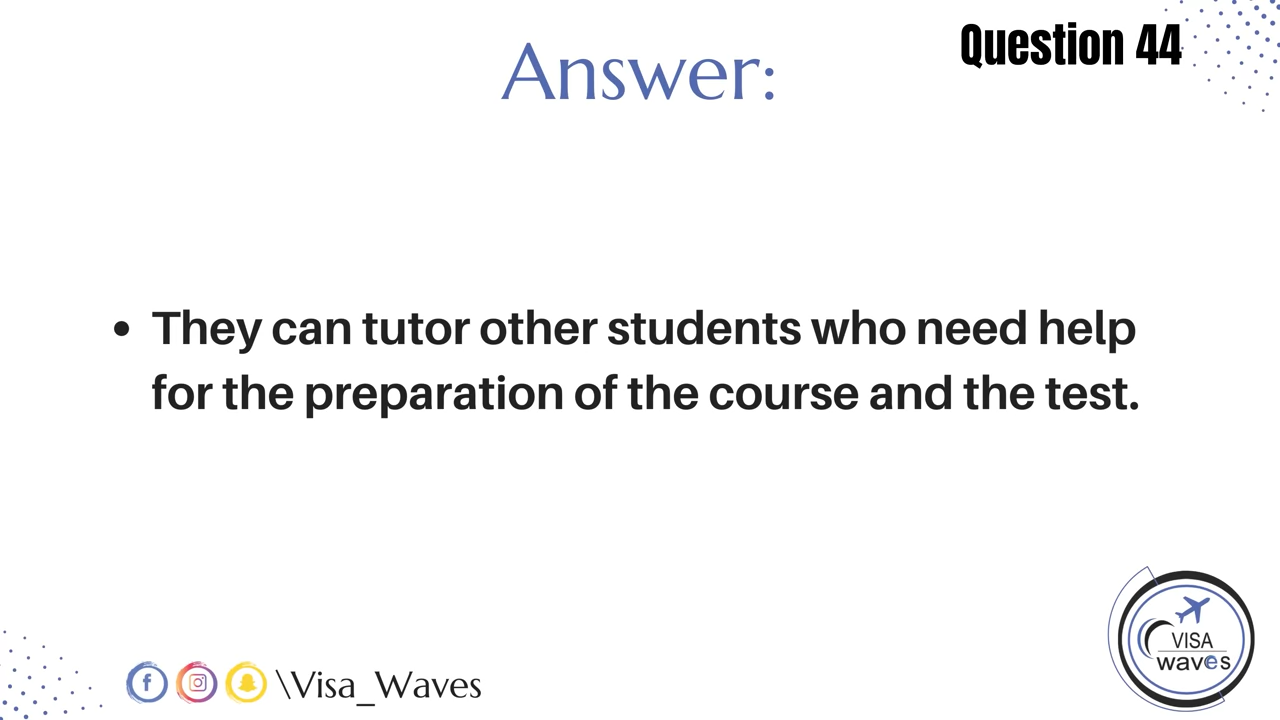 Question 44
Answer:
• They can tutor other students who need help
for the preparation of the course and the test.
\Visa_Waves
VISA
waves